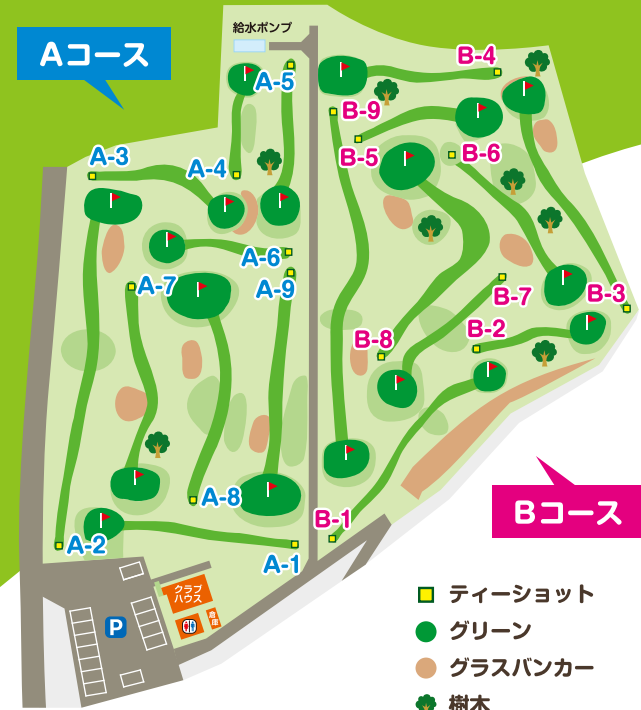 給水ポンプ
Aコース
A-5
B-4
B-9
A-3
A-4
B-5
B-6
A-6
A-7
A-9
B-7
B-3
B-2
B-8
A-8
Bコース
B-1
A-2
A-1
クラブ
ハウス
倉庫
P
ティーショット
グリーン
グラスバンカー
樹木